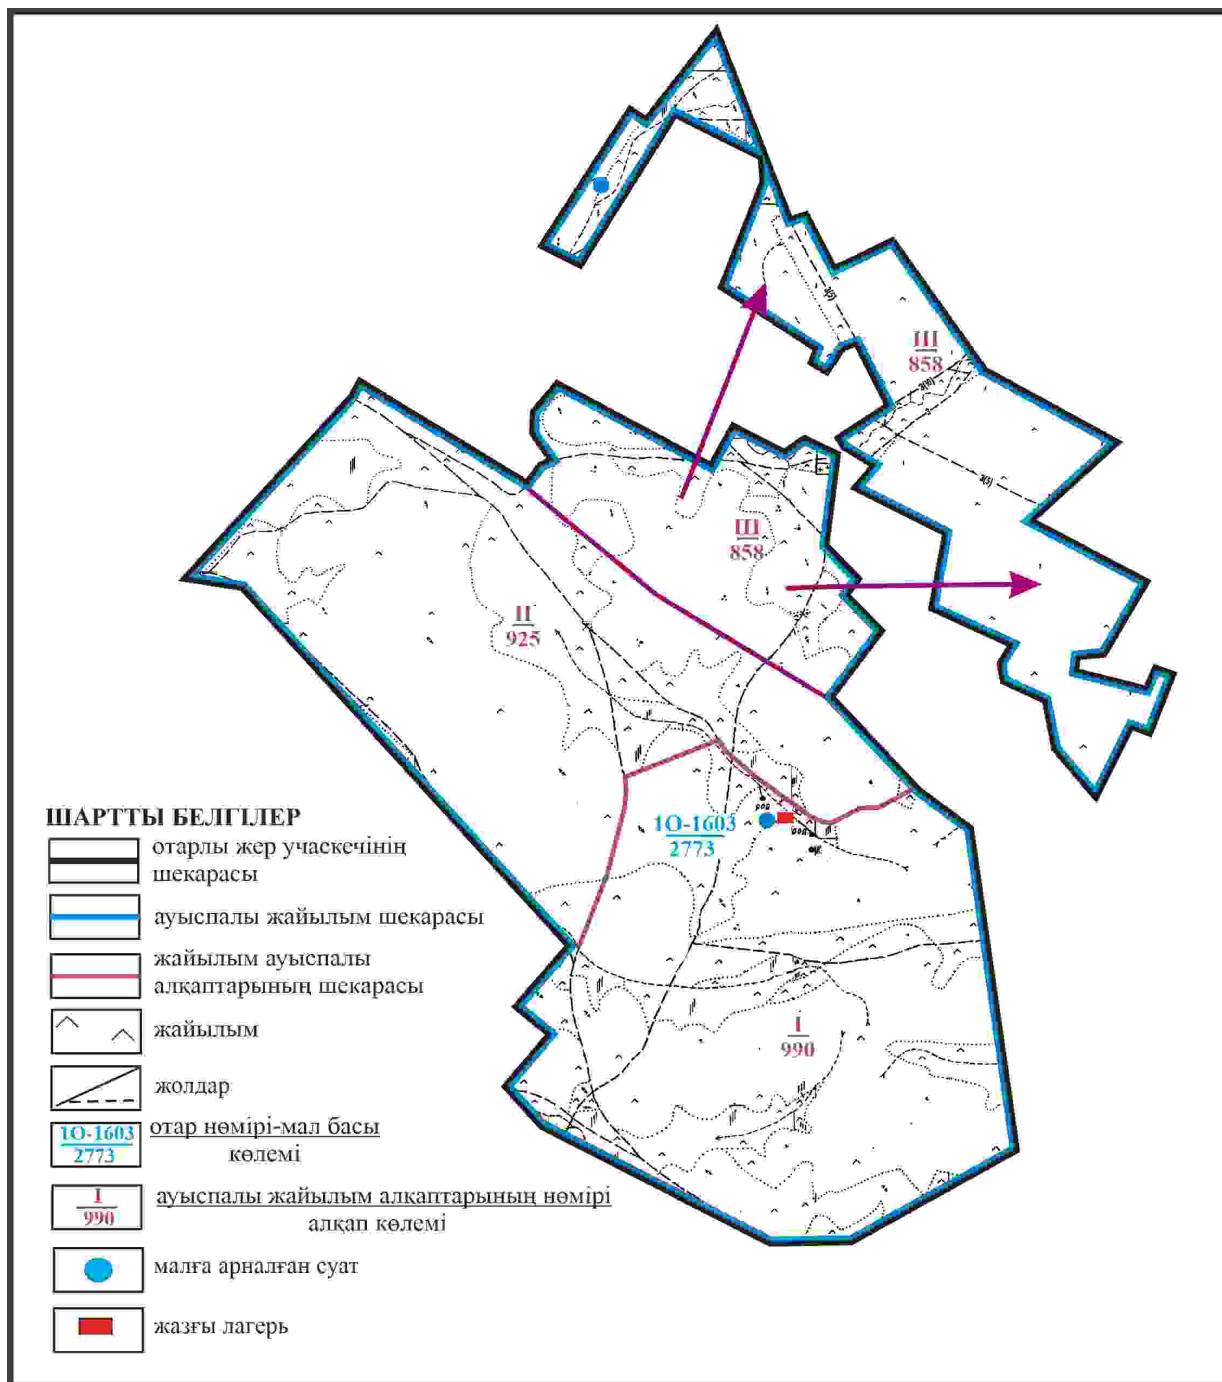 III
858
III
858
II
925
1О-1603
2773
I
990
ШАРТТЫ БЕЛГІЛЕР
отарлы жер учаскечінің
шекарасы
ауыспалы жайылым шекарасы
жайылым ауыспалы
алқаптарының шекарасы
жайылым
жолдар
1О-1603
2773
отар нөмірі-мал басы
көлемі
I
990
ауыспалы жайылым алқаптарының нөмірі
алқап көлемі
малға арналған суат
жазғы лагерь